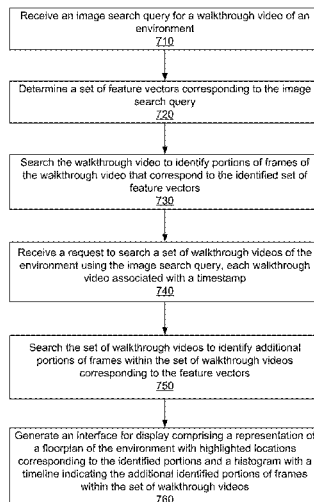 Receive an image search query for a walkthrough video of an
environment
710
Determine a set of feature vectors corresponding to the image
search query
720
Search the walkthrough video to identify portions of frames of
the walkthrough video that correspond to the identified set of
feature vectors
730
Receive a request to search a set of walkthrough videos of the
environment using the image search query, each walkthrough
video associated with a timestamp
740
Search the set of walkthrough videos to identify additional
portions of frames within the set of walkthrough videos
corresponding to the feature vectors
750
Generate an interface for display comprising a representation of
a floorplan of the environment with highlighted locations
corresponding to the identified portions and a histogram with a
timeline indicating the additional identified portions of frames
within the set of walkthrough videos
760